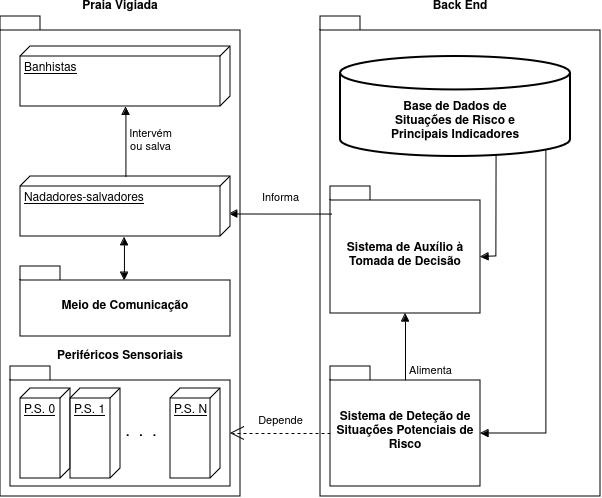 Praia Vigiada
Back End
Banhistas
Intervém
ou salva
Nadadores-salvadores
Meio de Comunicação
Periféricos Sensoriais
P.S. 0
P.S. 1
. . .
P.S. N
Base de Dados de
Situações de Risco e
Principais Indicadores
Informa
Sistema de Auxílio à
Tomada de Decisão
Alimenta
Depende
Sistema de Deteção de
Situações Potenciais de
Risco